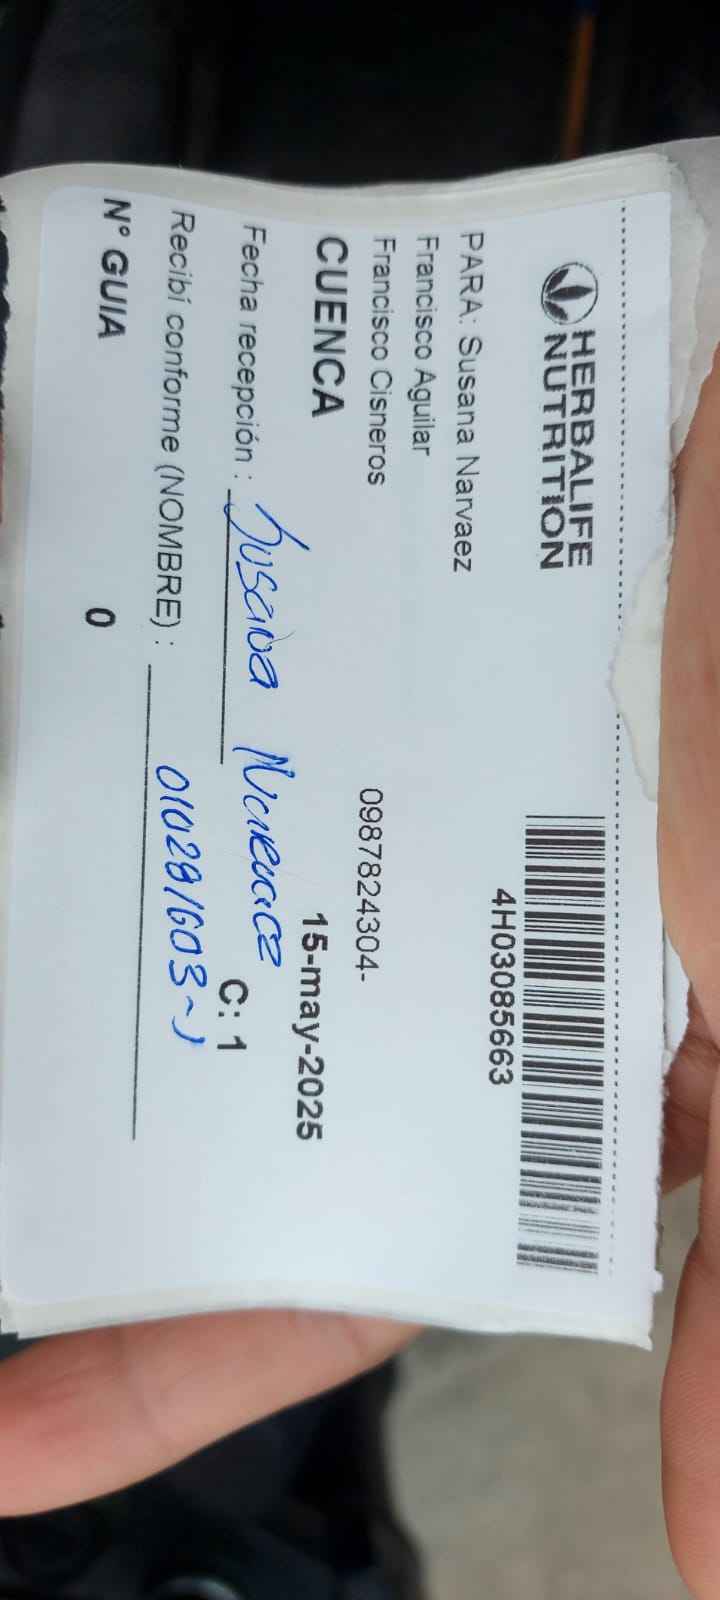 HERBALIFE
NUTRITION
4H03085663
PARA: Susana Narvaez
Francisco Aguilar
Francisco Cisneros 0987824304-
CUENCA 15-may-2025
Fecha recepción : Susana Narvaez C: 1
Recibí conforme (NOMBRE) :
N° GUIA 0